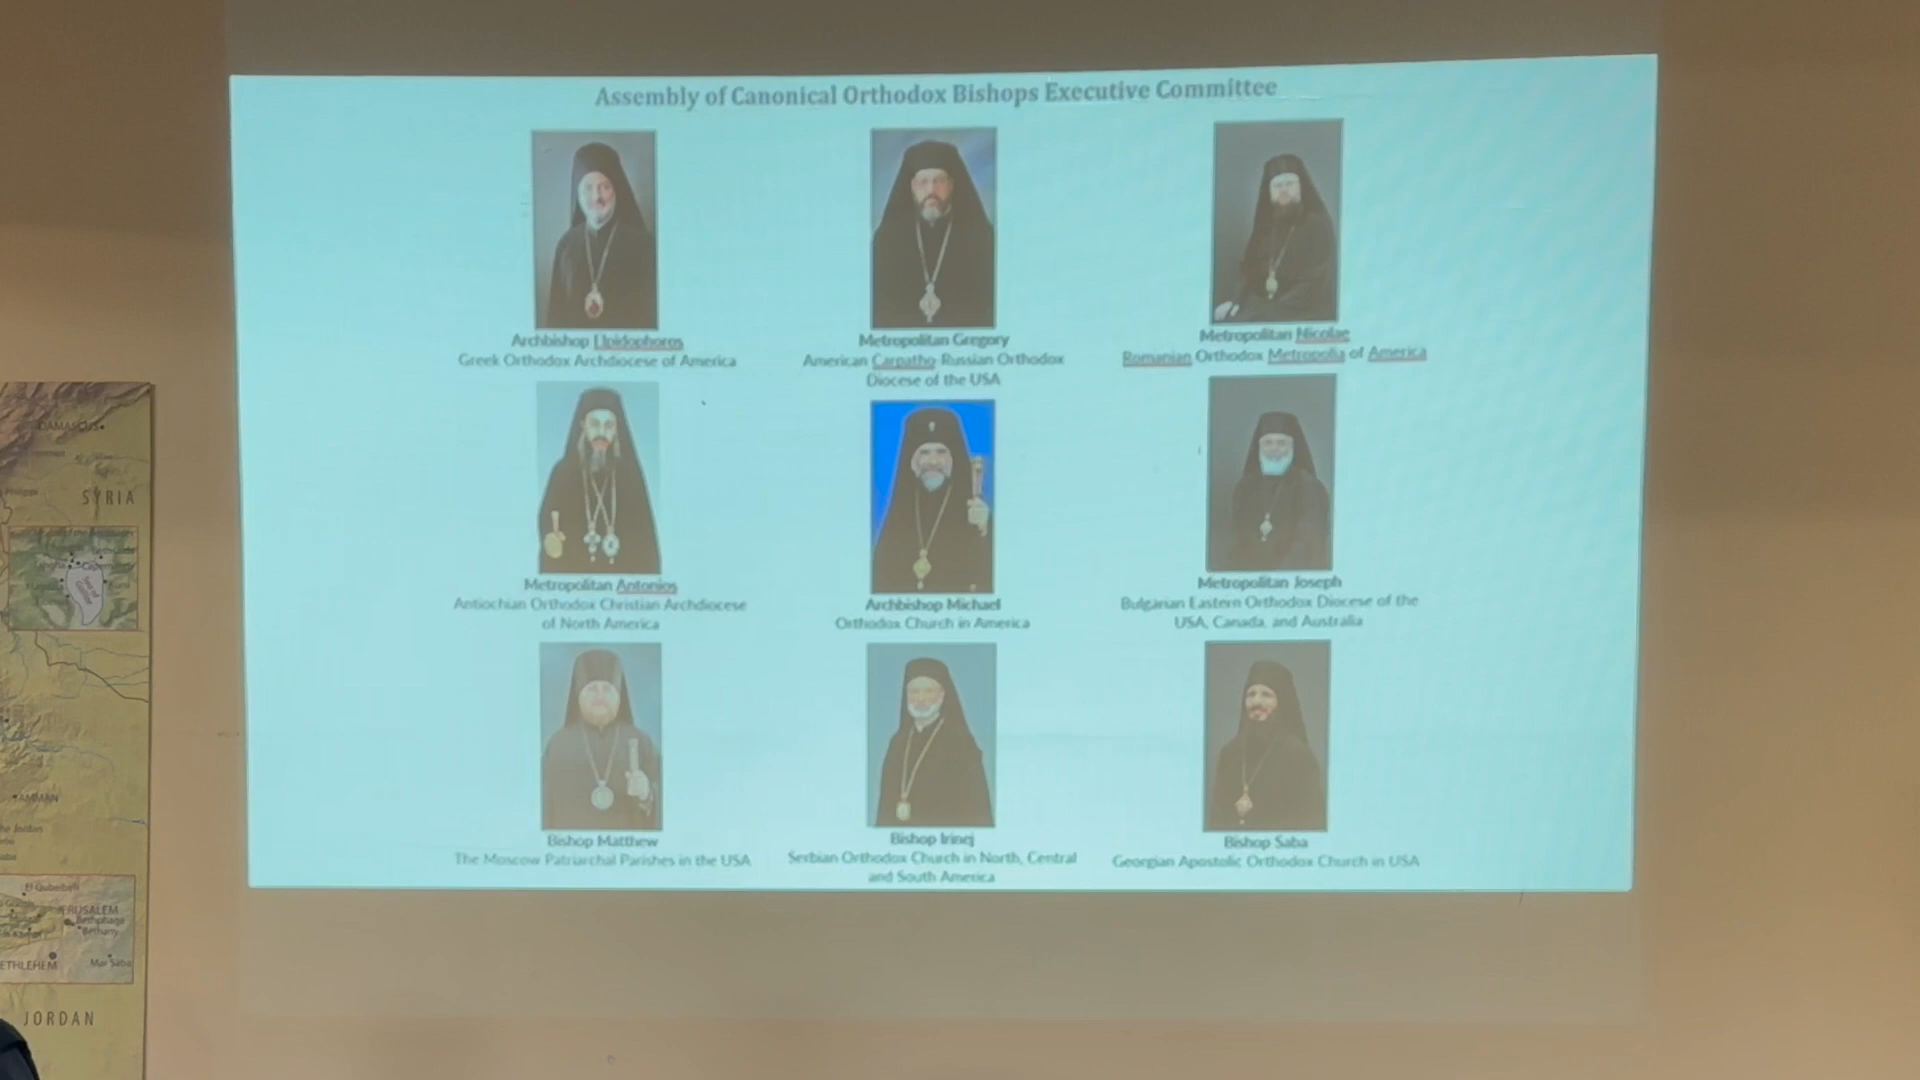 Assembly of Canonical Orthodox Bishops Executive Committee
Archbishop Elpidophoros
Greek Orthodox Archdiocese of America
Metropolitan Gregory
American Carpatho-Russian Orthodox
Diocese of the USA
Metropolitan Nicolae
Romanian Orthodox Metropolia of America
Metropolitan Antonios
Antiochian Orthodox Christian Archdiocese
of North America
Archbishop Michael
Orthodox Church in America
Metropolitan Joseph
Bulgarian Eastern Orthodox Diocese of the
USA, Canada, and Australia
Bishop Matthew
The Moscow Patriarchal Parishes in the USA
Bishop Irinej
Serbian Orthodox Church in North, Central
and South America
Bishop Saba
Georgian Apostolic Orthodox Church in USA
DAMASCUS
SYRIA
AMMAN
JERUSALEM
Bethphage
Bethany
Mar Saba
JORDAN